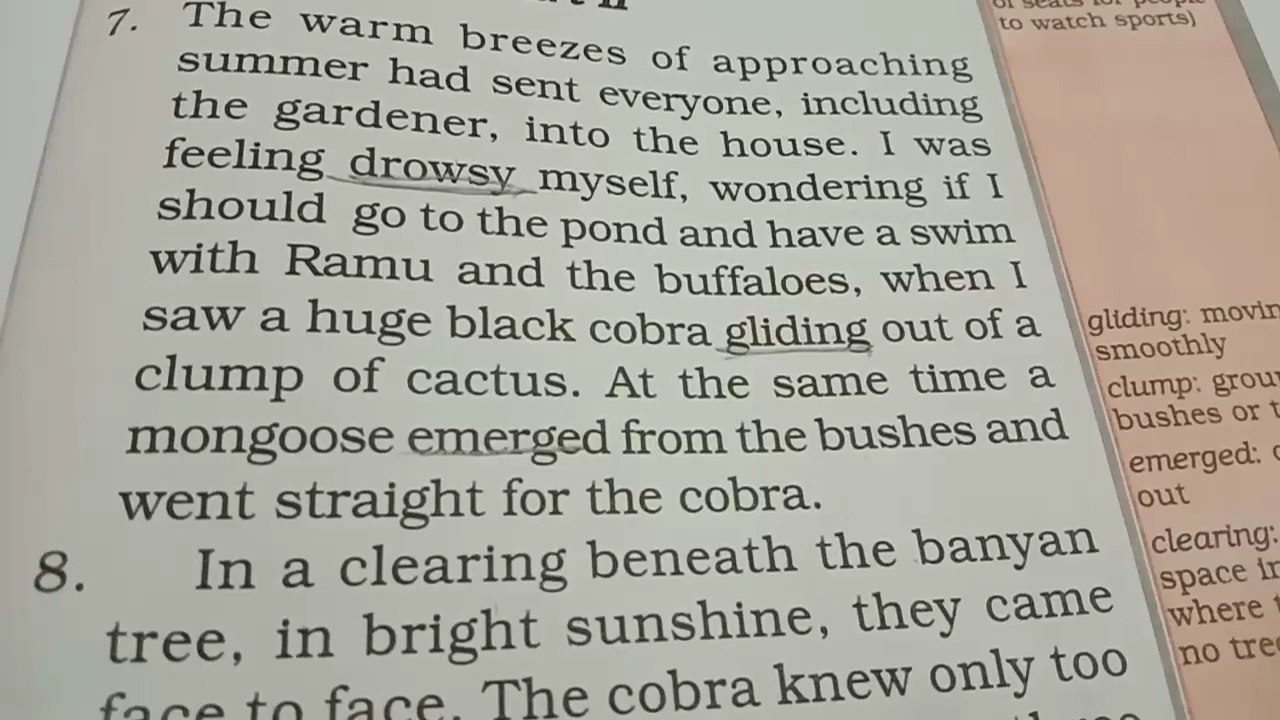 7. The warm breezes of approaching
summer had sent everyone, including
the gardener, into the house. I was
feeling drowsy myself, wondering if I
should go to the pond and have a swim
with Ramu and the buffaloes, when I
saw a huge black cobra gliding out of a
clump of cactus. At the same time a
mongoose emerged from the bushes and
went straight for the cobra.
8. In a clearing beneath the banyan
tree, in bright sunshine, they came
face to face. The cobra knew only too
to watch sports)
gliding:
smoothly
clump:
bushes or
emerged:
out
clearing:
space
where
no